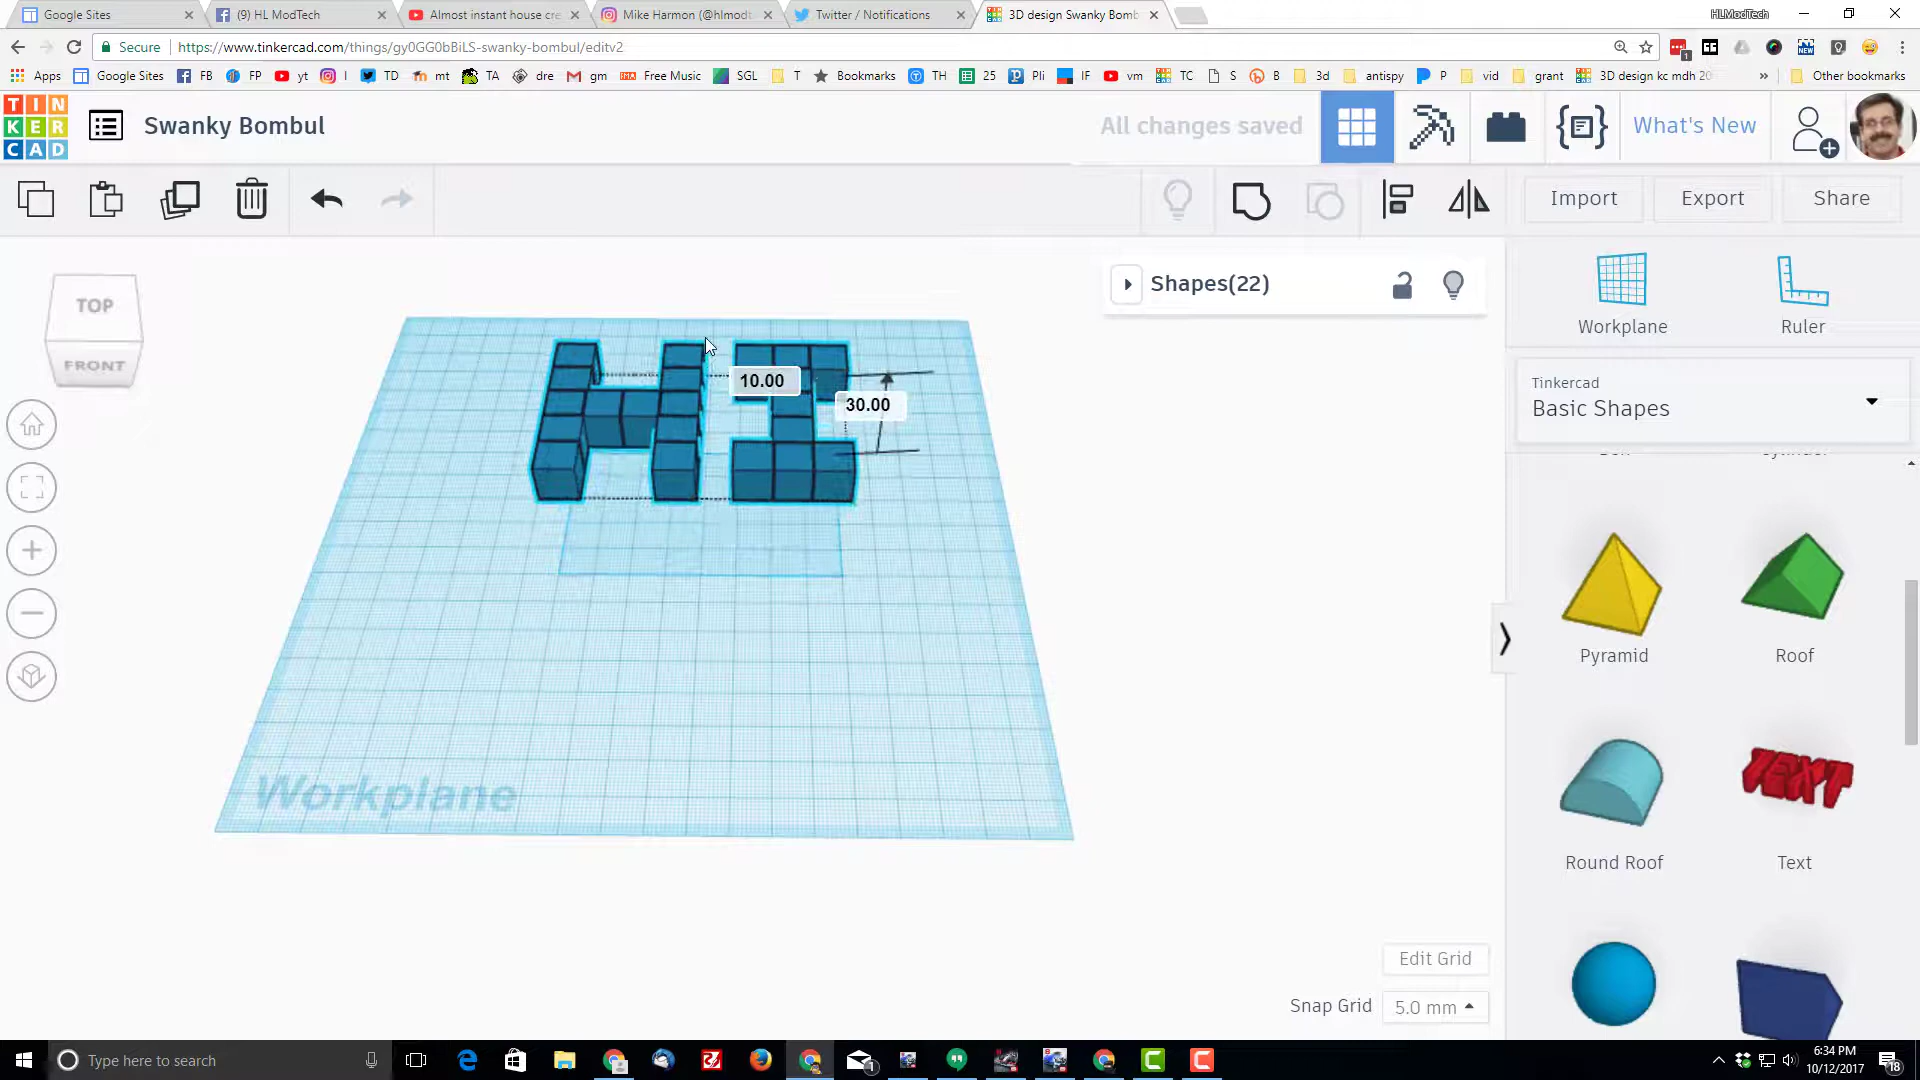 Google Sites
(9) HL ModTech
Almost instant house cre
Mike Harmon (@hlmodt
Twitter / Notifications
3D design Swanky Bomb
HLModTech
Secure
https://www.tinkercad.com/things/gy0GG0bBiLS-swanky-bombul/editv2
Apps
Google Sites
FB
FP
yt
I
TD
mt
TA
dre
gm
Free Music
SGL
T
Bookmarks
TH
25
Pli
IF
vm
TC
S
B
3d
antispy
P
vid
grant
3D design kc mdh 20
Other bookmarks
TIN
KER
CAD
Swanky Bombul
All changes saved
What's New
Import
Export
Share
TOP
FRONT
Shapes(22)
Workplane
Ruler
Tinkercad
Basic Shapes
HI
10.00
30.00
Pyramid
Roof
TEXT
Round Roof
Text
Workplane
Edit Grid
Snap Grid
5.0 mm
Type here to search
6:34 PM
10/12/2017
18